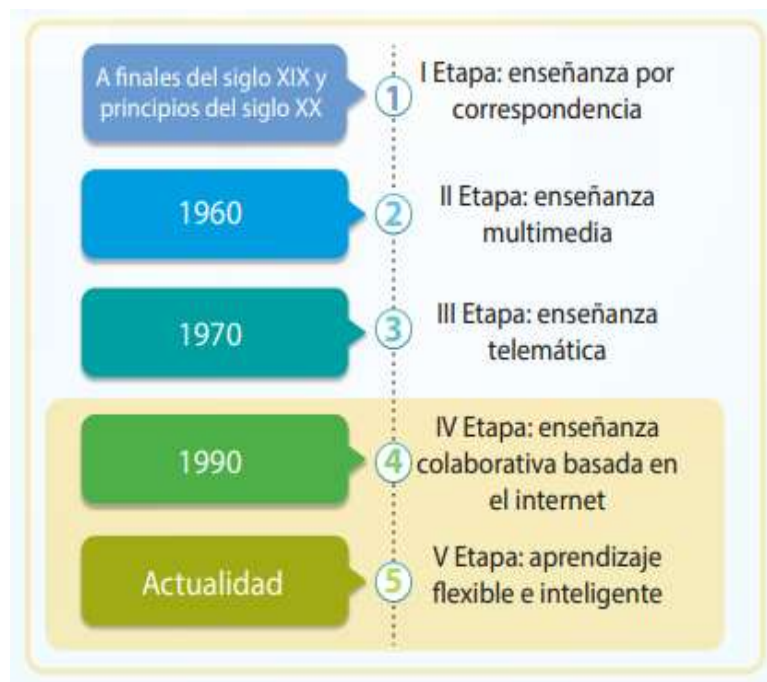 A finales del siglo XIX y
principios del siglo XX
1
I Etapa: enseñanza por
correspondencia
1960
2
II Etapa: enseñanza
multimedia
1970
3
III Etapa: enseñanza
telemática
1990
4
IV Etapa: enseñanza
colaborativa basada en
el internet
Actualidad
5
V Etapa: aprendizaje
flexible e inteligente